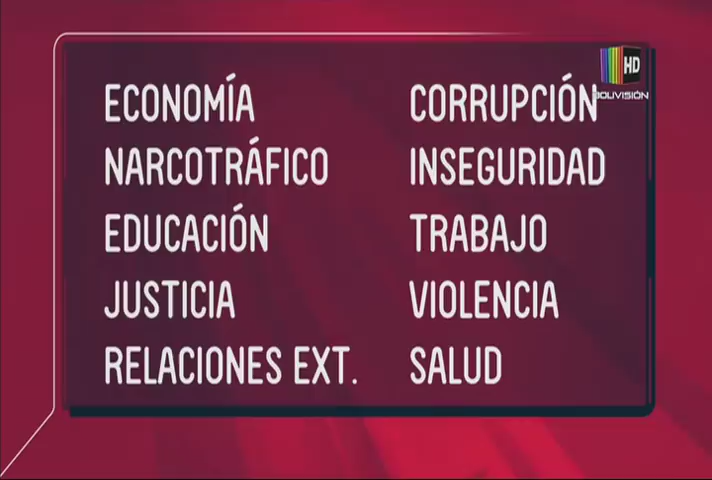 ECONOMÍA
NARCOTRÁFICO
EDUCACIÓN
JUSTICIA
RELACIONES EXT.
CORRUPCIÓN
INSEGURIDAD
TRABAJO
VIOLENCIA
SALUD
HD
BOLIVISIÓN